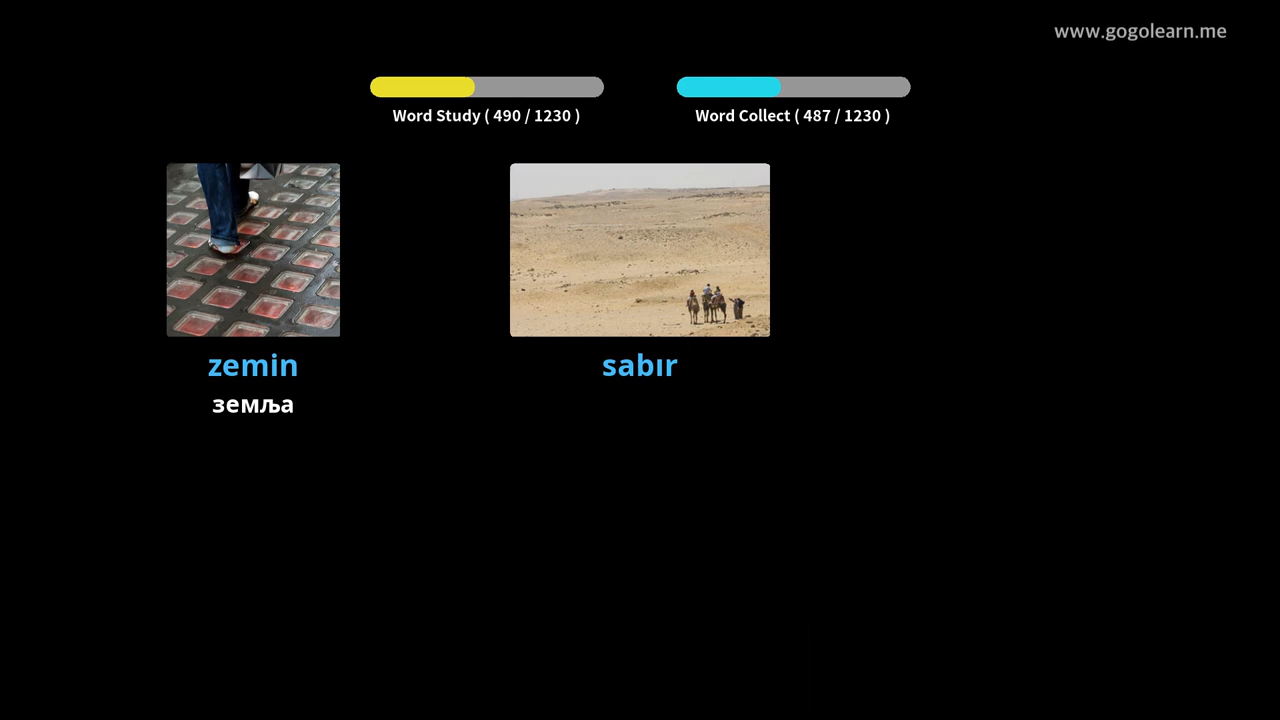 www.gogolearn.me
Word Study ( 490 / 1230 )
Word Collect ( 487 / 1230 )
zemin
sabır
земља